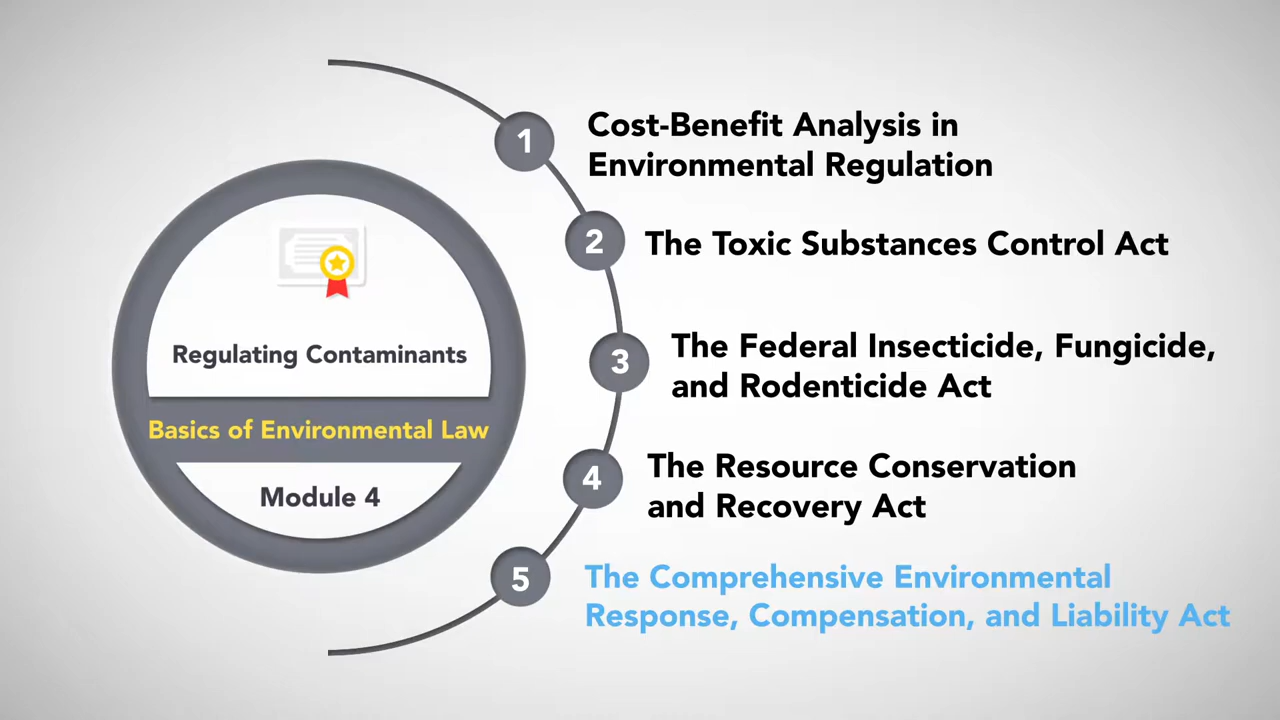 Regulating Contaminants
Basics of Environmental Law
Module 4
1
Cost-Benefit Analysis in
Environmental Regulation
2
The Toxic Substances Control Act
3
The Federal Insecticide, Fungicide,
and Rodenticide Act
4
The Resource Conservation
and Recovery Act
5
The Comprehensive Environmental
Response, Compensation, and Liability Act